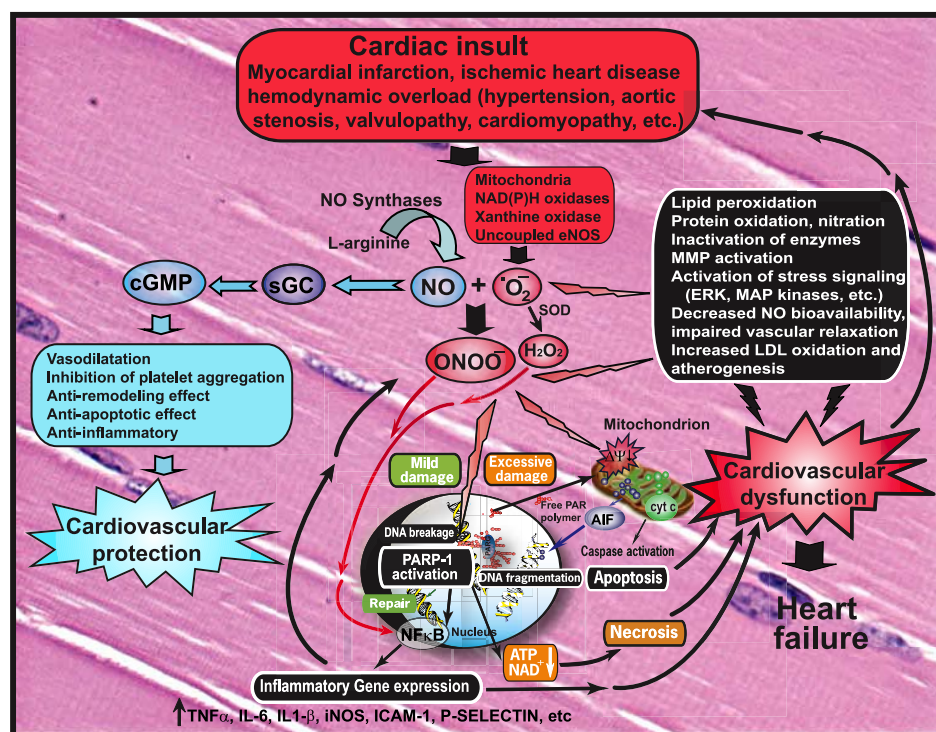 Cardiac insult
Myocardial infarction, ischemic heart disease
hemodynamic overload (hypertension, aortic
stenosis, valvulopathy, cardiomyopathy, etc.)
Mitochondria
NAD(P)H oxidases
Xanthine oxidase
Uncoupled eNOS
NO Synthases
L-arginine
Lipid peroxidation
Protein oxidation, nitration
Inactivation of enzymes
MMP activation
Activation of stress signaling
(ERK, MAP kinases, etc.)
Decreased NO bioavailability,
impaired vascular relaxation
Increased LDL oxidation and
atherogenesis
cGMP
sGC
NO + •O₂⁻
SOD
ONOO⁻
H₂O₂
Vasodilatation
Inhibition of platelet aggregation
Anti-remodeling effect
Anti-apoptotic effect
Anti-inflammatory
Cardiovascular
protection
Mild
damage
Excessive
damage
Mitochondrion
ΔΨ
cyt c
Free PAR
polymer
AIF
Caspase activation
Cardiovascular
dysfunction
DNA breakage
PARP
PARP-1
activation
DNA fragmentation
Apoptosis
Repair
NFκB
Nucleus
Necrosis
ATP
NAD⁺
Heart
failure
Inflammatory Gene expression
TNFα, IL-6, IL1-β, iNOS, ICAM-1, P-SELECTIN, etc